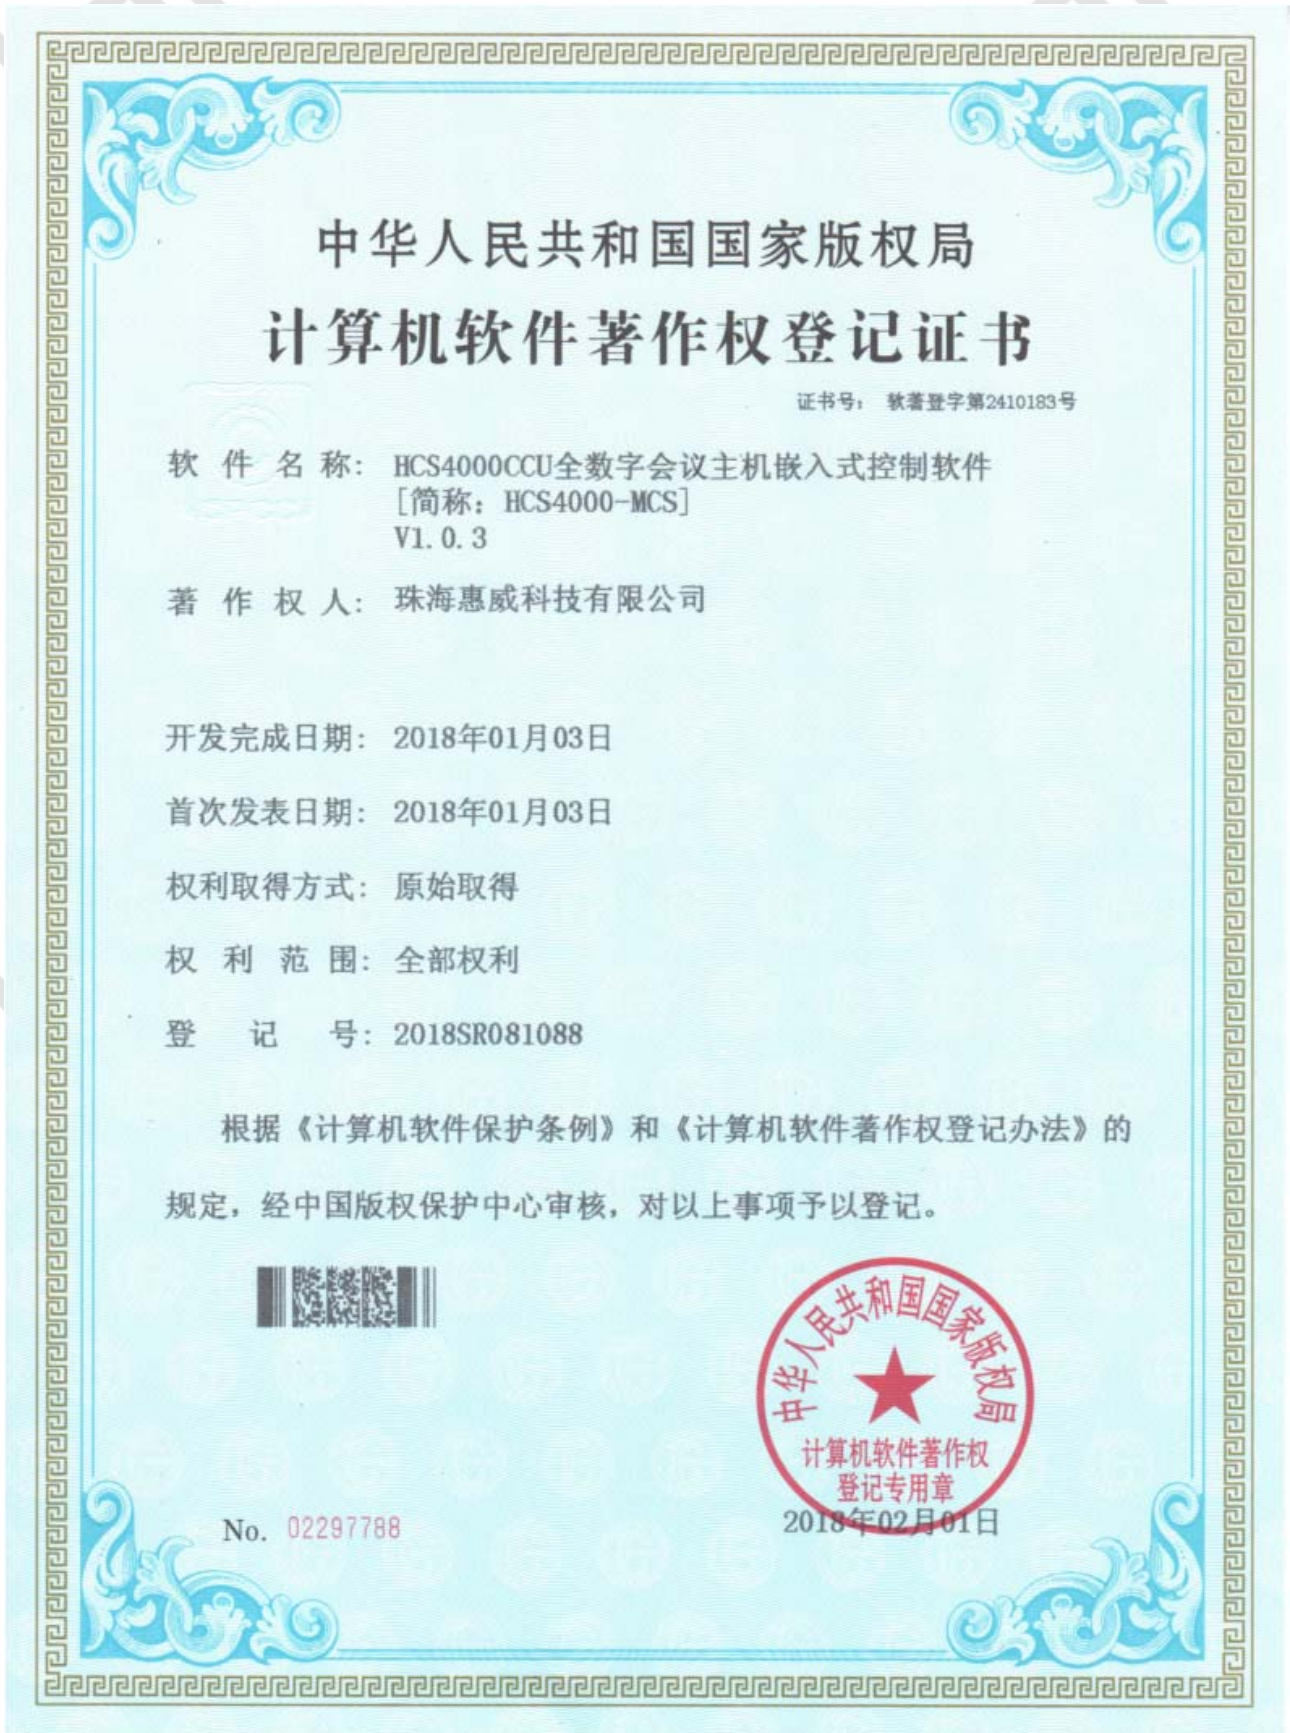 中华人民共和国国家版权局
计算机软件著作权登记证书
证书号： 软著登字第2410183号
软件名称： HCS4000CCU全数字会议主机嵌入式控制软件
[简称：HCS4000-MCS]
V1.0.3
著作权人： 珠海惠威科技有限公司
开发完成日期： 2018年01月03日
首次发表日期： 2018年01月03日
权利取得方式： 原始取得
权利范围： 全部权利
登记号： 2018SR081088
根据《计算机软件保护条例》和《计算机软件著作权登记办法》的
规定，经中国版权保护中心审核，对以上事项予以登记。
中华人民共和国国家版权局
计算机软件著作权
登记专用章
2018年02月01日
No. 02297788